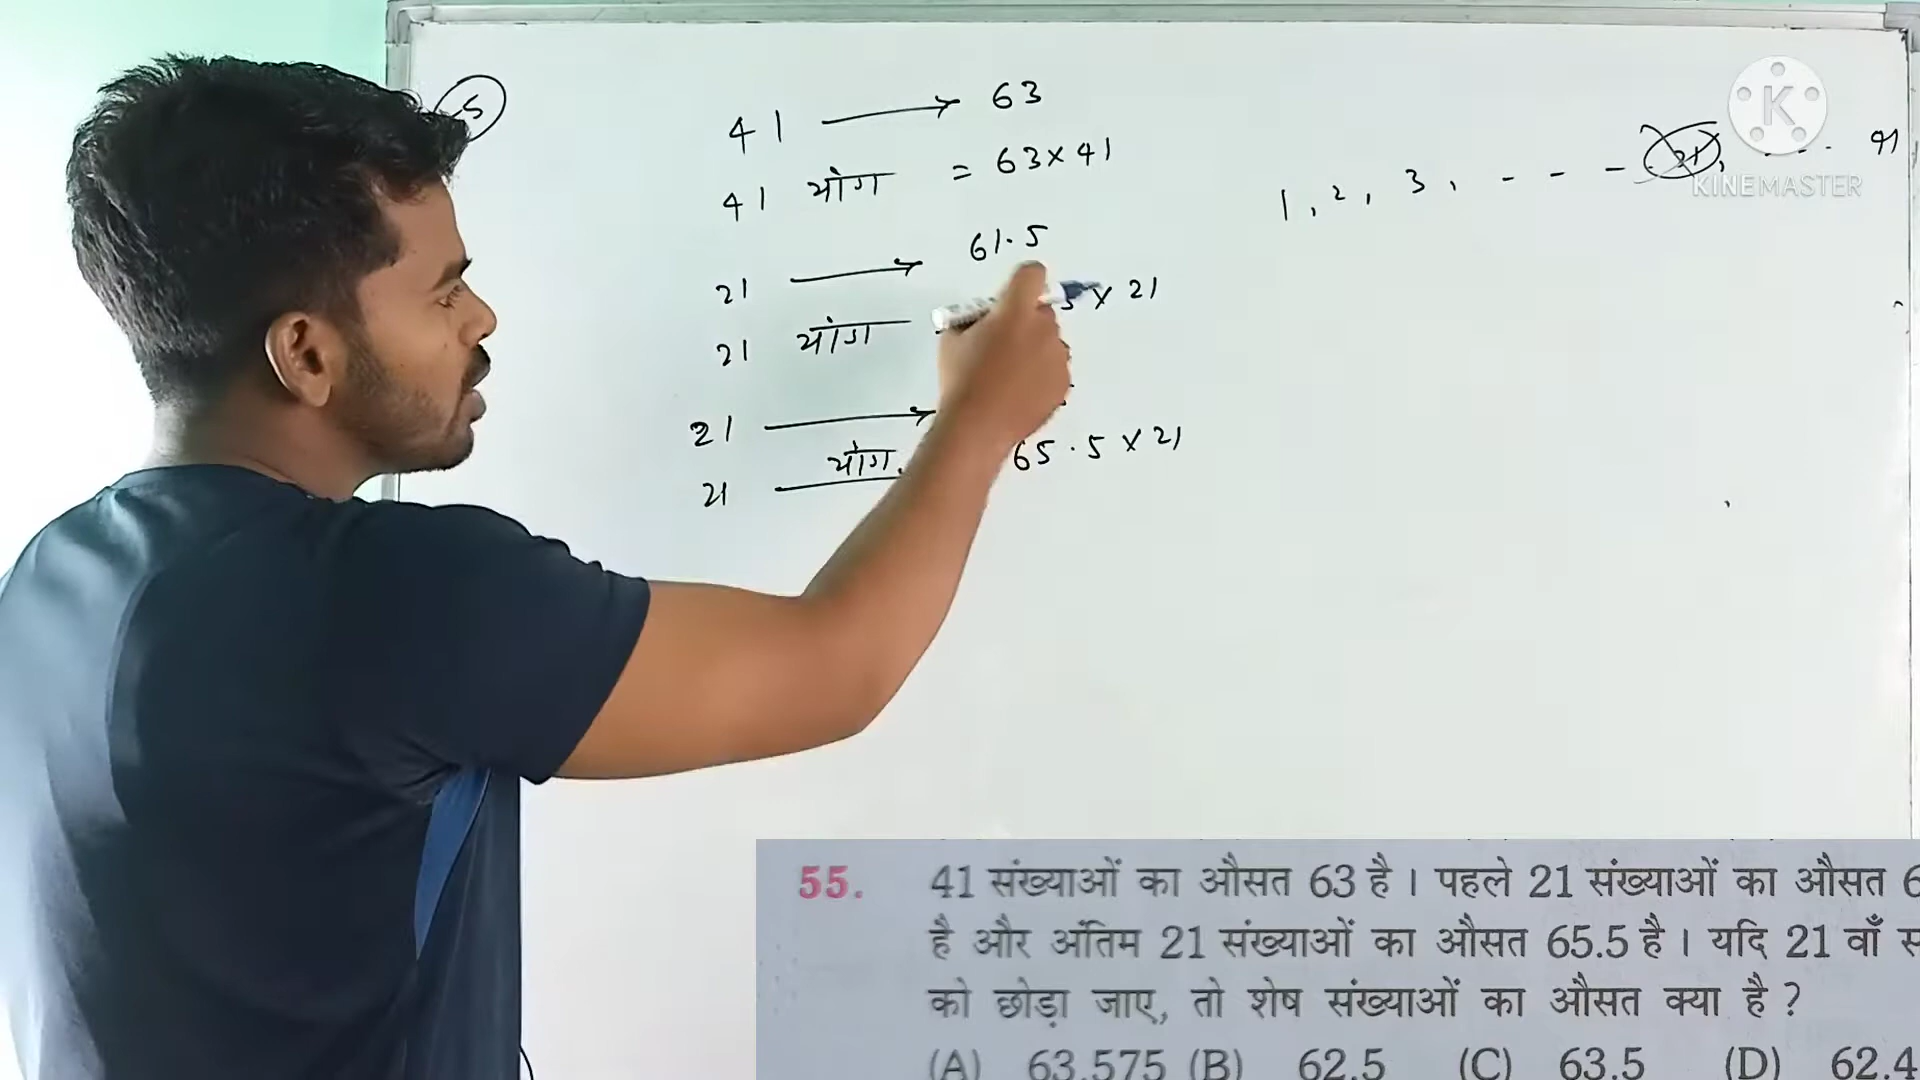 41 → 63
41 योग = 63×41
21 → 61.5
21 योग 5×21
21 →
21 योग. 65.5×21
1, 2, 3, - - - 21, - - - 41
K
KINEMASTER
55. 41 संख्याओं का औसत 63 है । पहले 21 संख्याओं का औसत 6
है और अंतिम 21 संख्याओं का औसत 65.5 है । यदि 21 वाँ स
को छोड़ा जाए, तो शेष संख्याओं का औसत क्या है ?
(A) 63.575 (B) 62.5 (C) 63.5 (D) 62.4